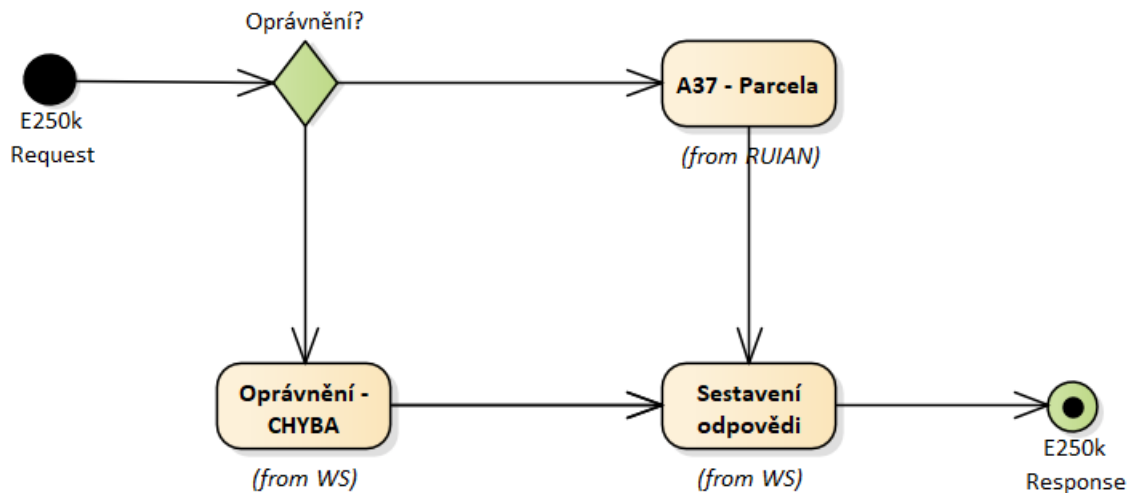 Oprávnění?
E250k
Request
A37 - Parcela
(from RUIAN)
Oprávnění -
CHYBA
(from WS)
Sestavení
odpovědi
(from WS)
E250k
Response